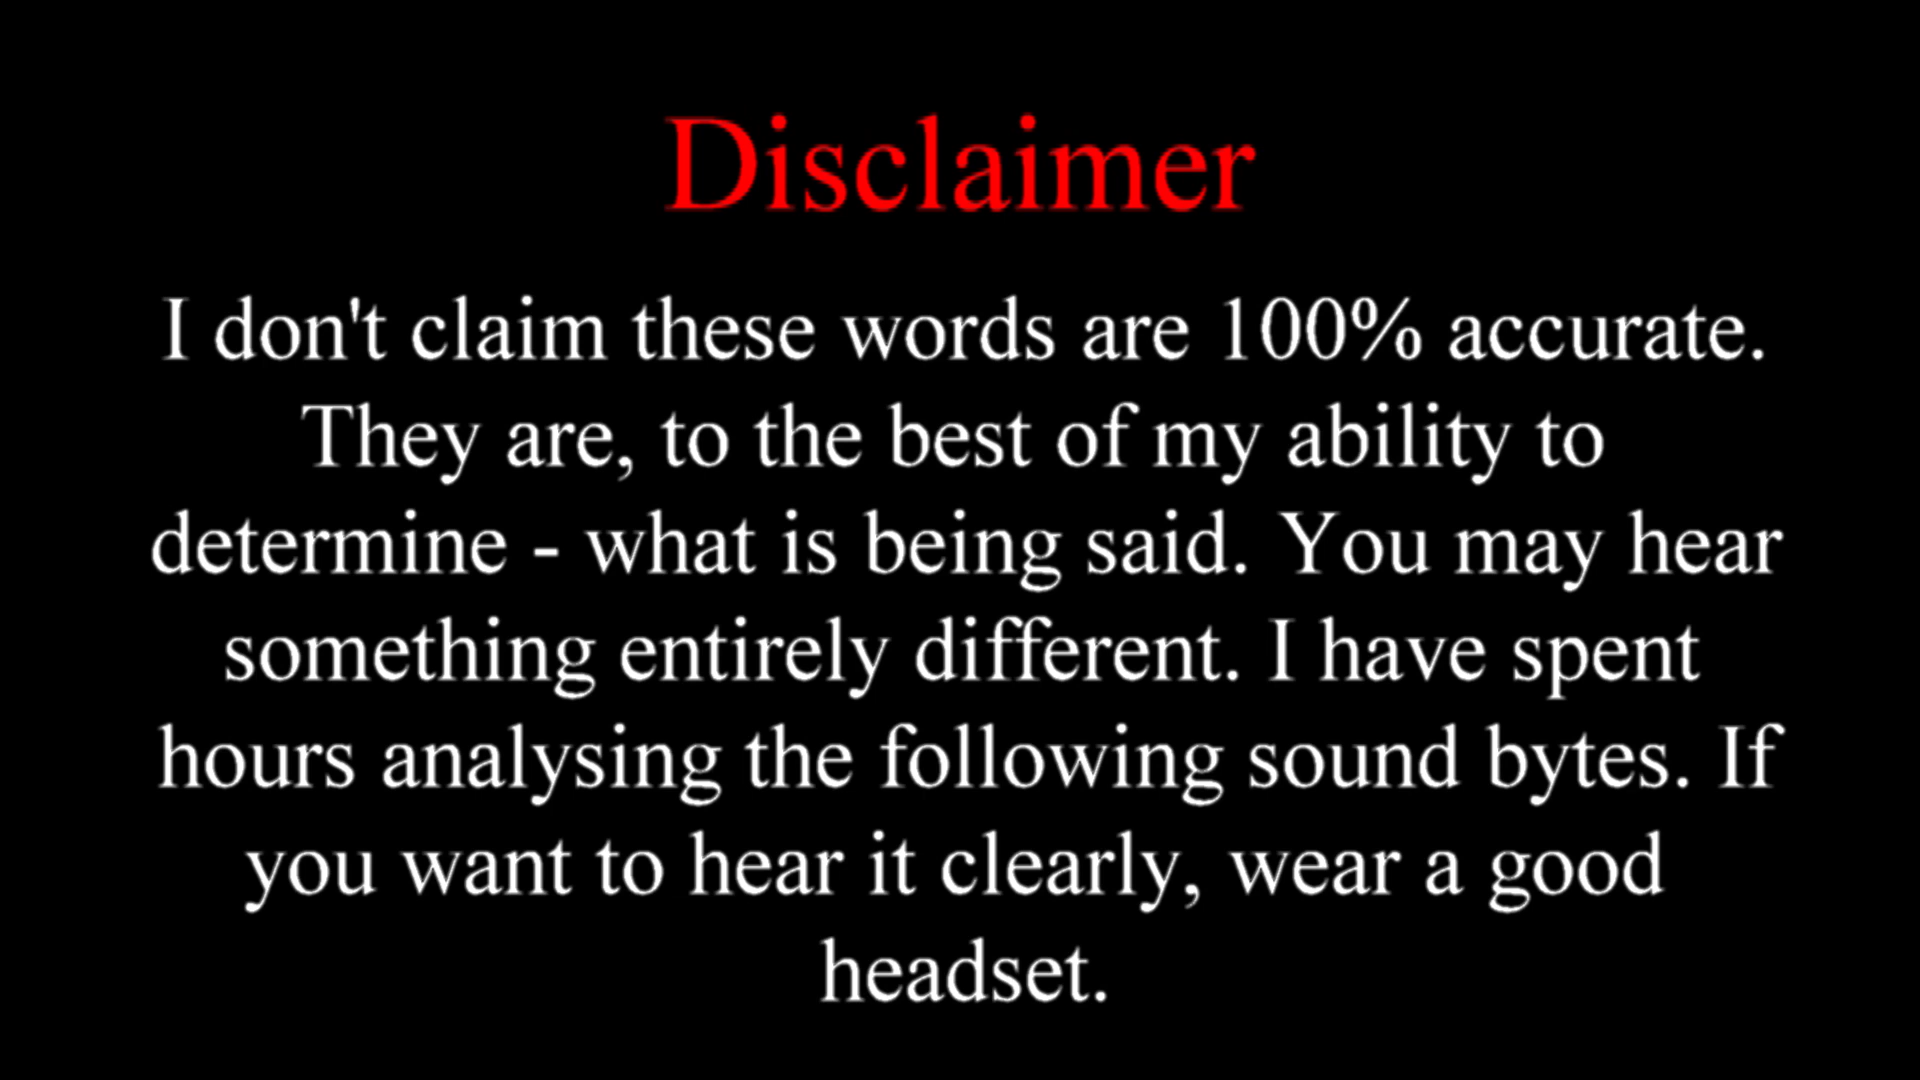 Disclaimer
I don't claim these words are 100% accurate.
They are, to the best of my ability to
determine - what is being said. You may hear
something entirely different. I have spent
hours analysing the following sound bytes. If
you want to hear it clearly, wear a good
headset.